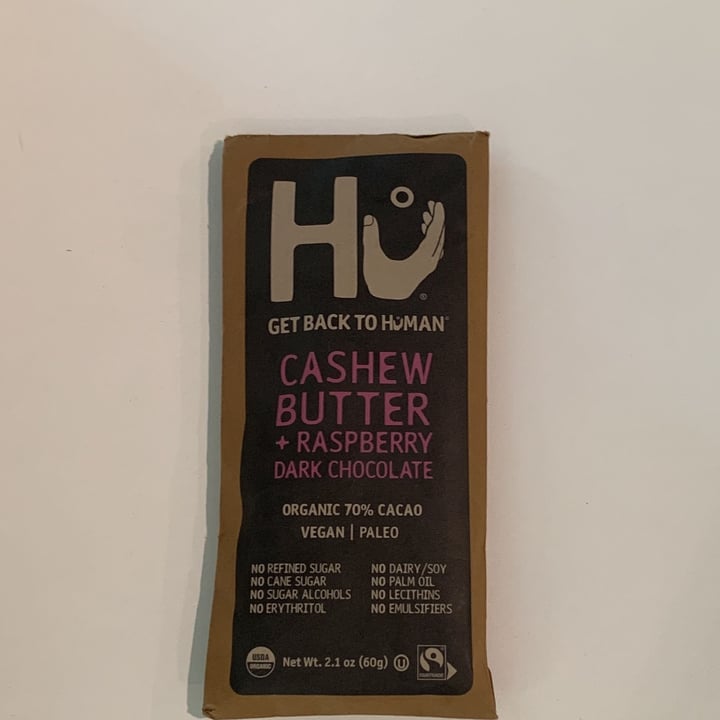 Hu ®
GET BACK TO HUMAN®
CASHEW
BUTTER
+ RASPBERRY
DARK CHOCOLATE
ORGANIC 70% CACAO
VEGAN | PALEO
NO REFINED SUGAR
NO CANE SUGAR
NO SUGAR ALCOHOLS
NO ERYTHRITOL
NO DAIRY/SOY
NO PALM OIL
NO LECITHINS
NO EMULSIFIERS
USDA
ORGANIC
Net Wt. 2.1 oz (60g) U
FAIRTRADE